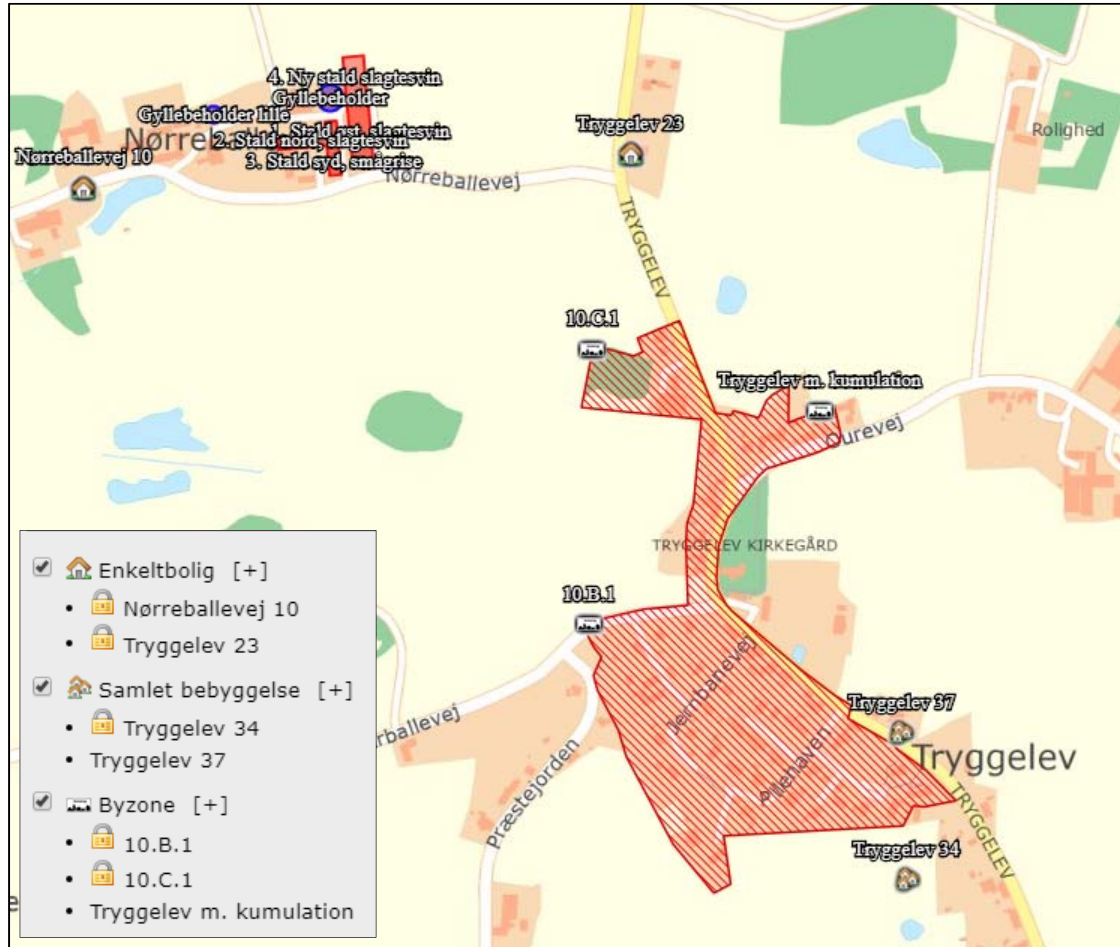 4. Ny stald slagtesvin
Gyllebeholder
Gyllebeholder lille
1. Stald øst, slagtesvin
2. Stald nord, slagtesvin
3. Stald syd, smågrise
Nørreballevej 10
Nørreballevej
Tryggelev 23
Rolighed
TRYGGELEV
10.C.1
Tryggelev m. kumulation
Ourevej
TRYGGELEV KIRKEGÅRD
10.B.1
Jernbanevej
Pilehaven
Præstejorden
Tryggelev 37
Tryggelev
TRYGGELEV
Tryggelev 34
Enkeltbolig [+]
• Nørreballevej 10
• Tryggelev 23
Samlet bebyggelse [+]
• Tryggelev 34
• Tryggelev 37
Byzone [+]
• 10.B.1
• 10.C.1
• Tryggelev m. kumulation